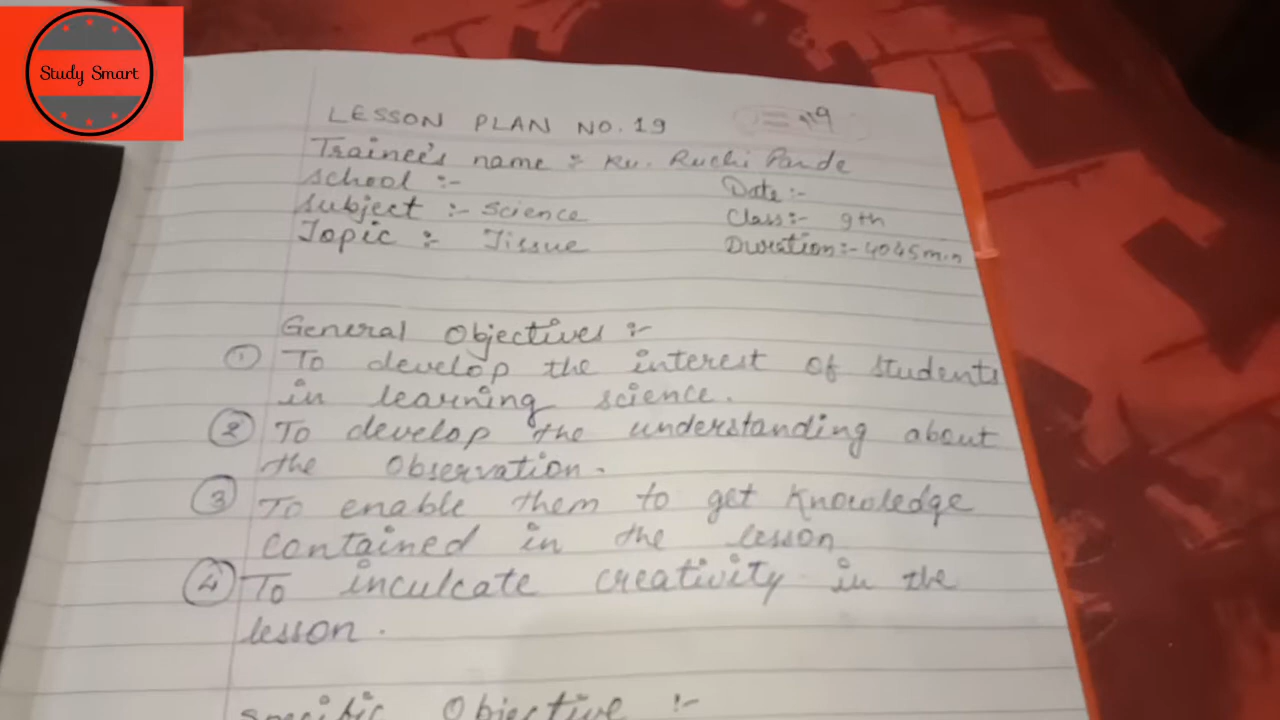 Study Smart
LESSON PLAN NO. 19
Trainee's name :- Ku. Ruchi Pande
School :-
Date :-
Subject :- Science
Class :- 9th
Topic :- Tissue
Duration :- 4045min
General Objectives :-
① To develop the interest of students
in learning science.
② To develop the understanding about
the Observation.
③ To enable them to get Knowledge
contained in the lesson
④ To inculcate creativity in the
lesson.
Specific Objective :-